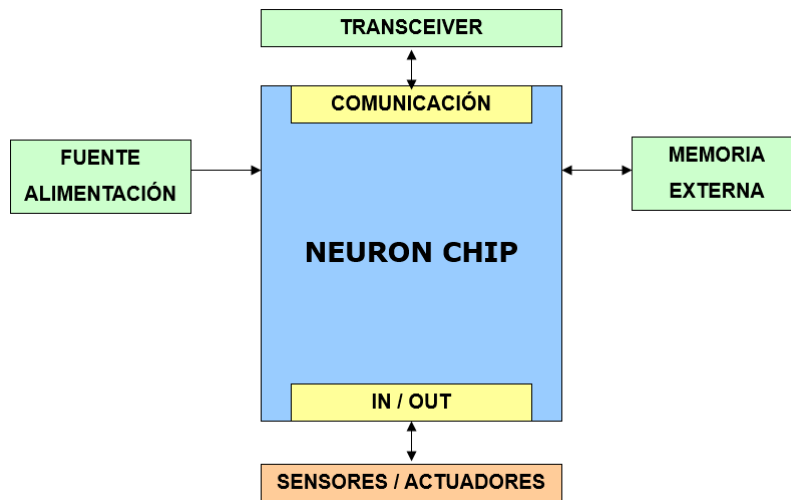 TRANSCEIVER
COMUNICACIÓN
FUENTE
ALIMENTACIÓN
MEMORIA
EXTERNA
NEURON CHIP
IN / OUT
SENSORES / ACTUADORES